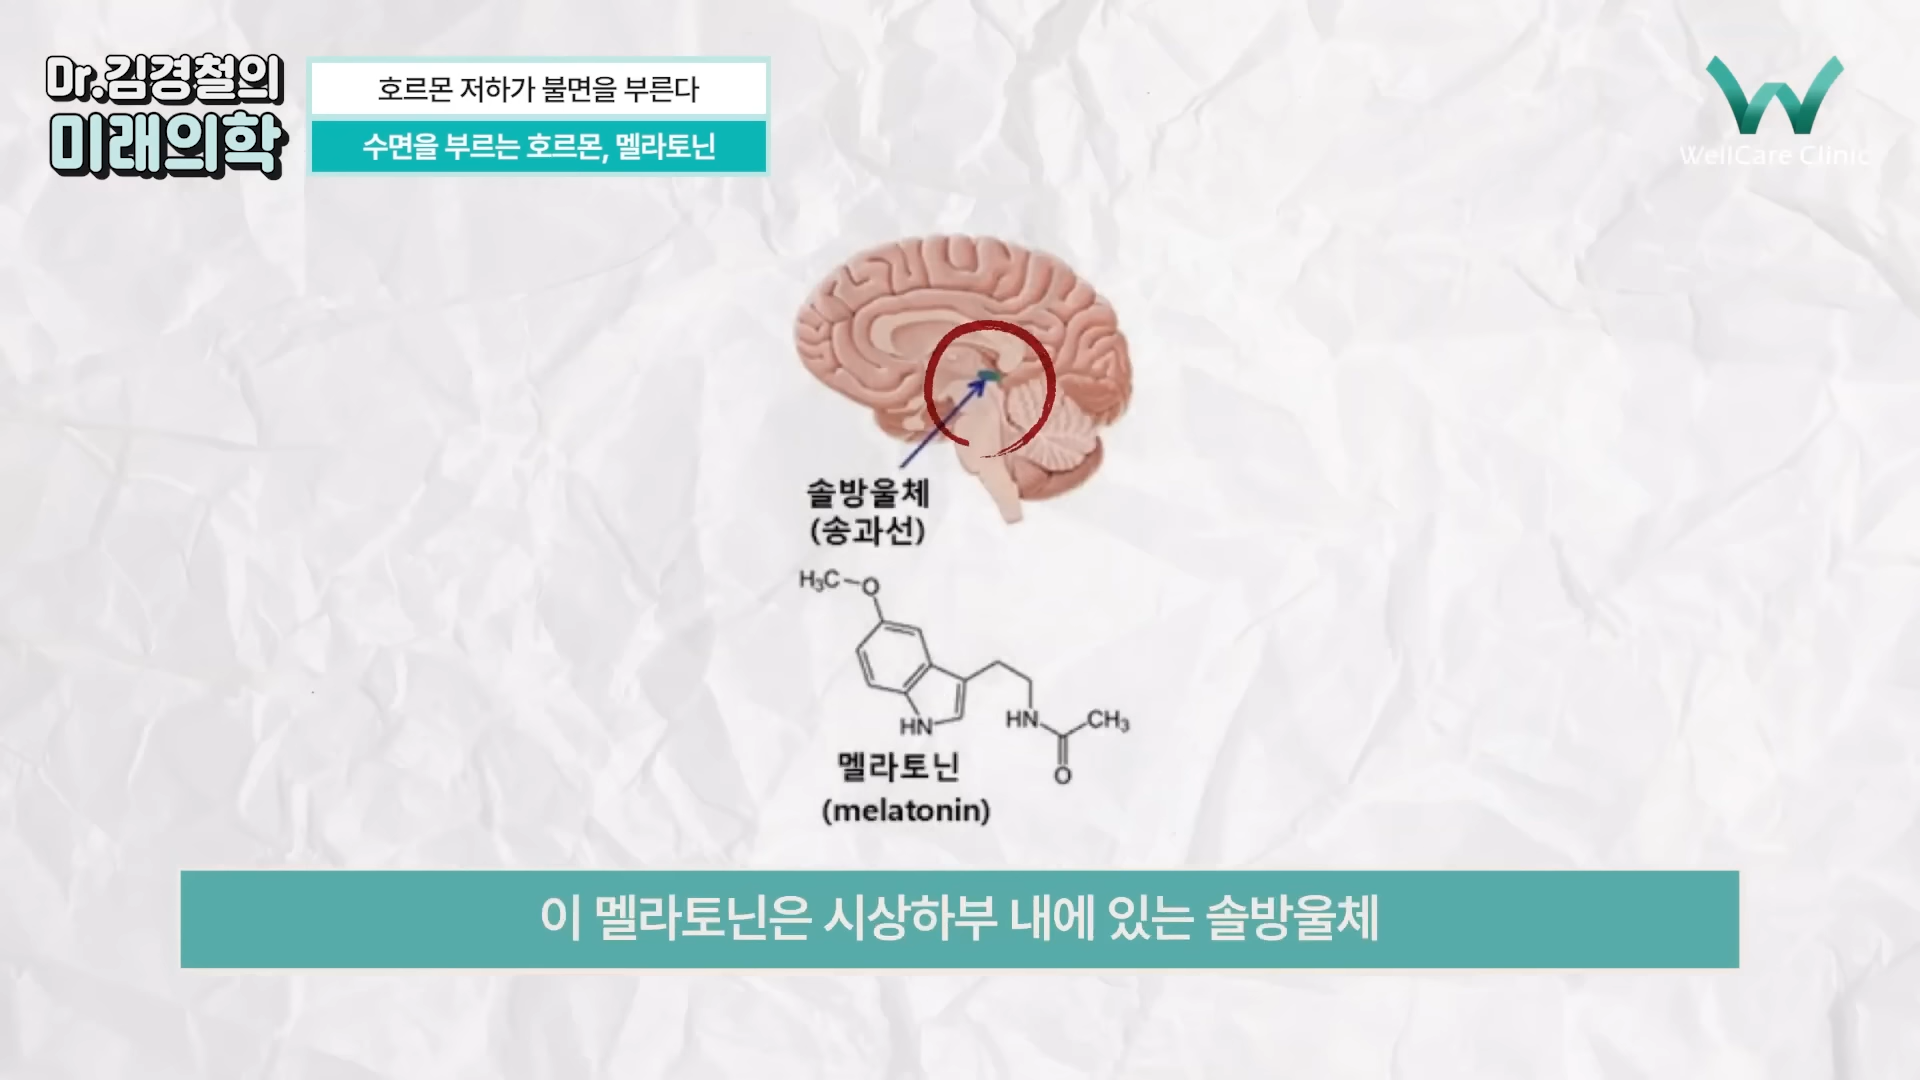 Dr.김경철의
미래의학
호르몬 저하가 불면을 부른다
수면을 부르는 호르몬, 멜라토닌
WellCare Clinic
솔방울체
(송과선)
H₃C
O
HN
HN
CH₃
O
멜라토닌
(melatonin)
이 멜라토닌은 시상하부 내에 있는 솔방울체